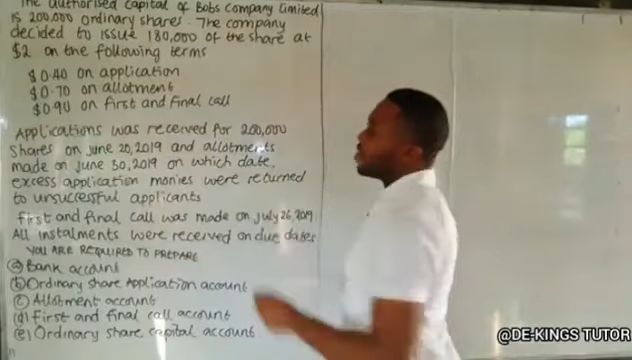 The authorised capital of Bobs company limited
is 200,000 ordinary shares. The company
decided to issue 180,000 of the share at
$2 on the following terms
$0.40 on application
$0.70 on allotment
$0.90 on first and final call
Applications was received for 200,000
shares on june 20, 2019 and allotments
made on june 30, 2019 on which date,
excess application monies were returned
to unsuccessful applicants
First and final call was made on july 26, 2019
All instalments were received on due dates
YOU ARE REQUIRED TO PREPARE
(a) Bank account
(b) Ordinary share Application acount
(c) Allotment account
(d) First and final call account
(e) Ordinary share capital account
@DE-KINGS TUTOR